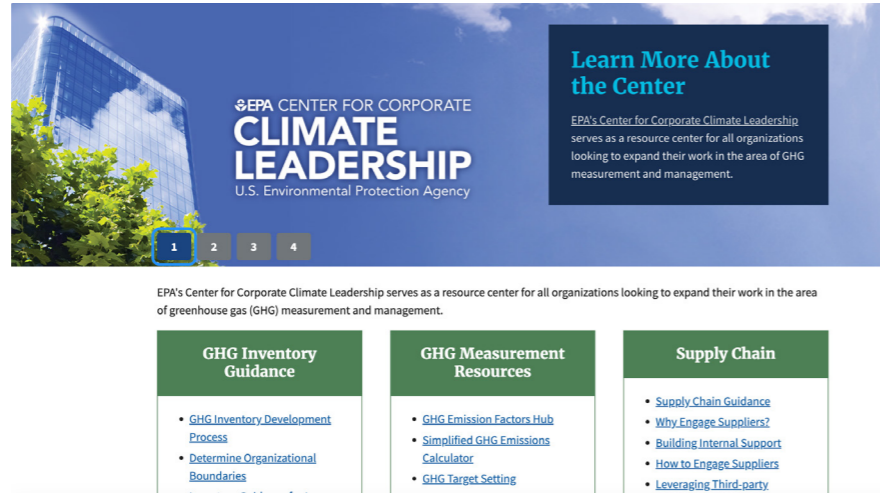 EPA CENTER FOR CORPORATE
CLIMATE
LEADERSHIP
U.S. Environmental Protection Agency
Learn More About
the Center
EPA's Center for Corporate Climate Leadership
serves as a resource center for all organizations
looking to expand their work in the area of GHG
measurement and management.
1 2 3 4
EPA's Center for Corporate Climate Leadership serves as a resource center for all organizations looking to expand their work in the area
of greenhouse gas (GHG) measurement and management.
GHG Inventory
Guidance
GHG Inventory Development
Process
Determine Organizational
Boundaries
GHG Measurement
Resources
GHG Emission Factors Hub
Simplified GHG Emissions
Calculator
GHG Target Setting
Supply Chain
Supply Chain Guidance
Why Engage Suppliers?
Building Internal Support
How to Engage Suppliers
Leveraging Third-party